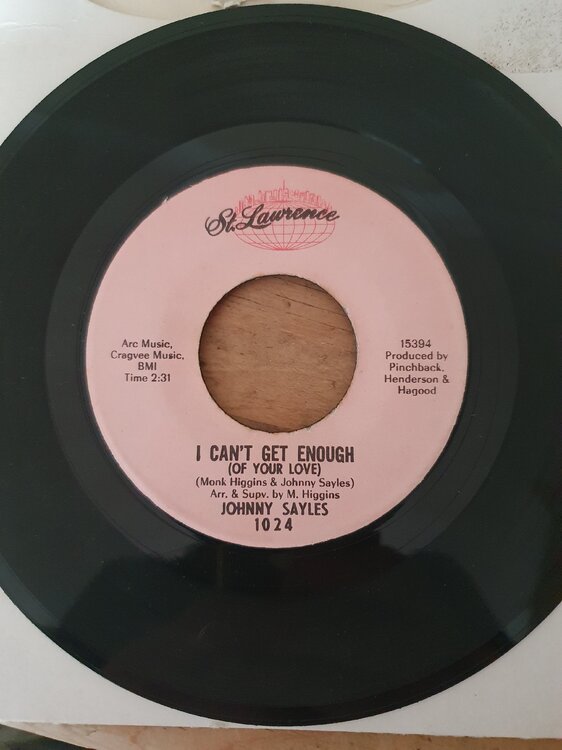 St. Lawrence
Arc Music,
Cragvee Music,
BMI
Time 2:31
15394
Produced by
Pinchback,
Henderson &
Hagood
I CAN'T GET ENOUGH
(OF YOUR LOVE)
(Monk Higgins & Johnny Sayles)
Arr. & Supv. by M. Higgins
JOHNNY SAYLES
1024